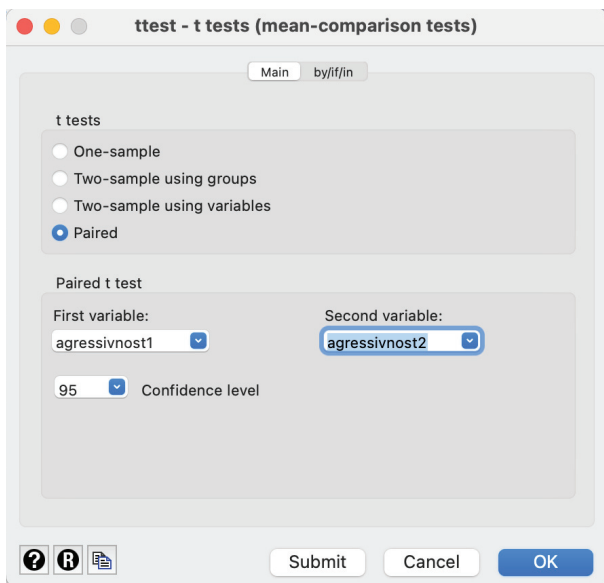 ttest - t tests (mean-comparison tests)
Main by/if/in
t tests
One-sample
Two-sample using groups
Two-sample using variables
Paired
Paired t test
First variable: Second variable:
agressivnost1 agressivnost2
95 Confidence level
? R Submit Cancel OK